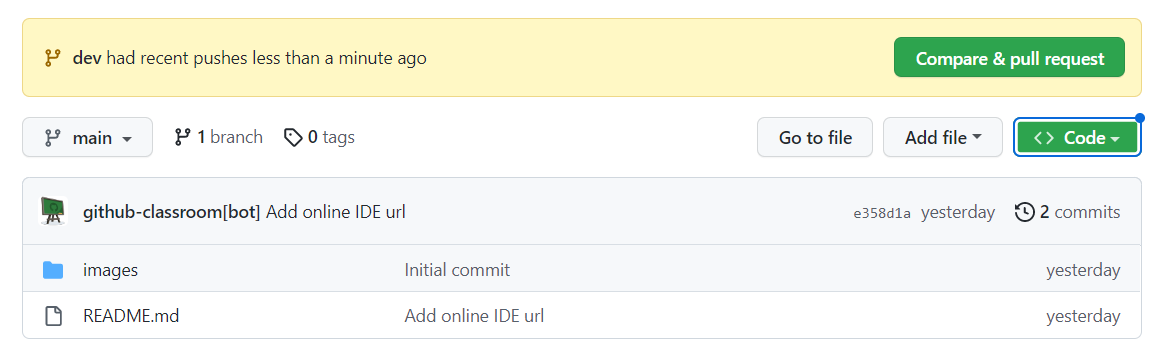 dev had recent pushes less than a minute ago Compare & pull request
main 1 branch 0 tags Go to file Add file <> Code
github-classroom[bot] Add online IDE url e358d1a yesterday 2 commits
images Initial commit yesterday
README.md Add online IDE url yesterday